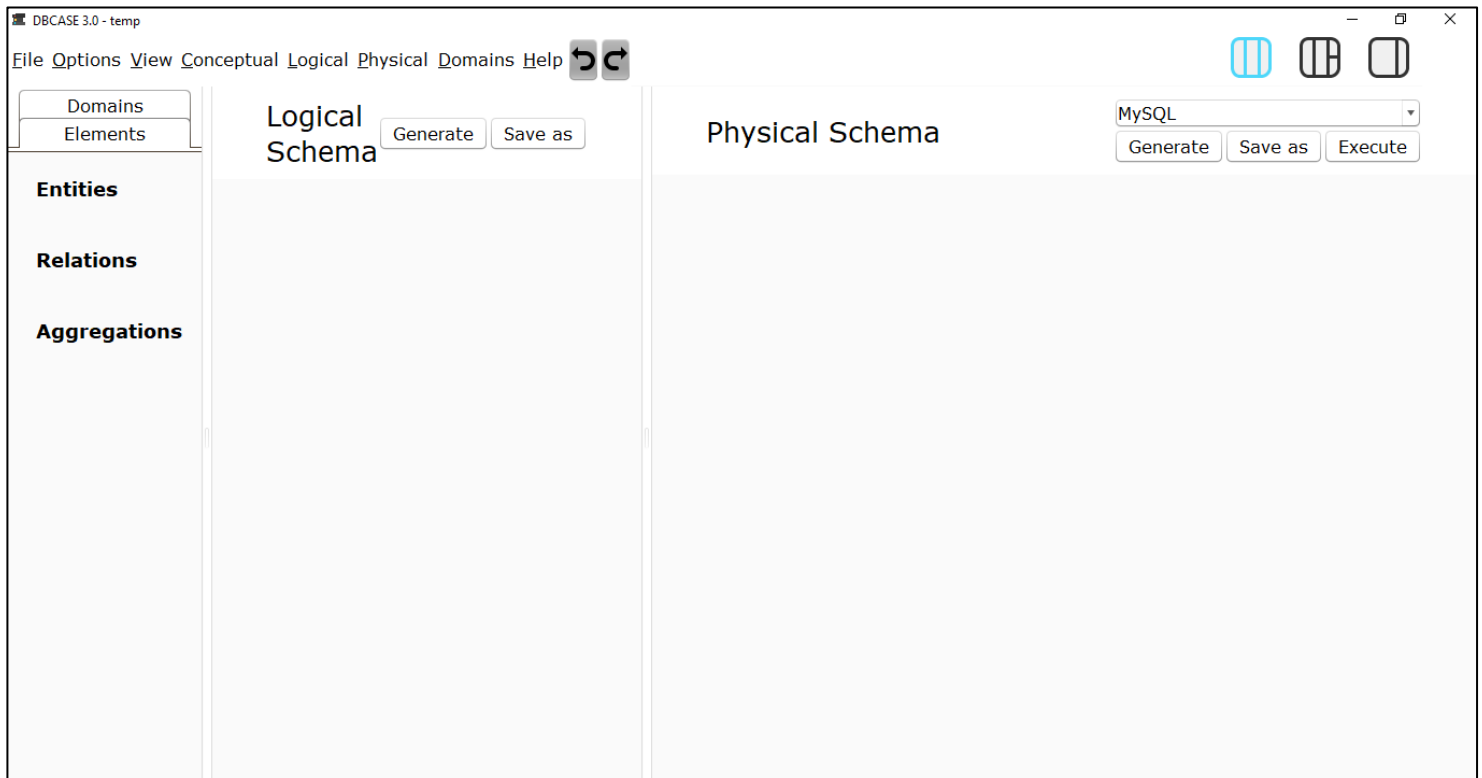 DBCASE 3.0 - temp
File Options View Conceptual Logical Physical Domains Help
Domains
Elements
Entities
Relations
Aggregations
Logical
Schema
Generate Save as
Physical Schema
MySQL
Generate Save as Execute